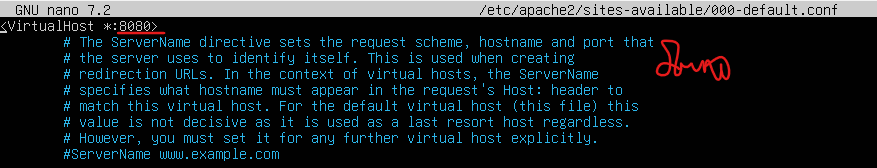 GNU nano 7.2 /etc/apache2/sites-available/000-default.conf
<VirtualHost *:8080>
# The ServerName directive sets the request scheme, hostname and port that
# the server uses to identify itself. This is used when creating
# redirection URLs. In the context of virtual hosts, the ServerName
# specifies what hostname must appear in the request's Host: header to
# match this virtual host. For the default virtual host (this file) this
# value is not decisive as it is used as a last resort host regardless.
# However, you must set it for any further virtual host explicitly.
#ServerName www.example.com